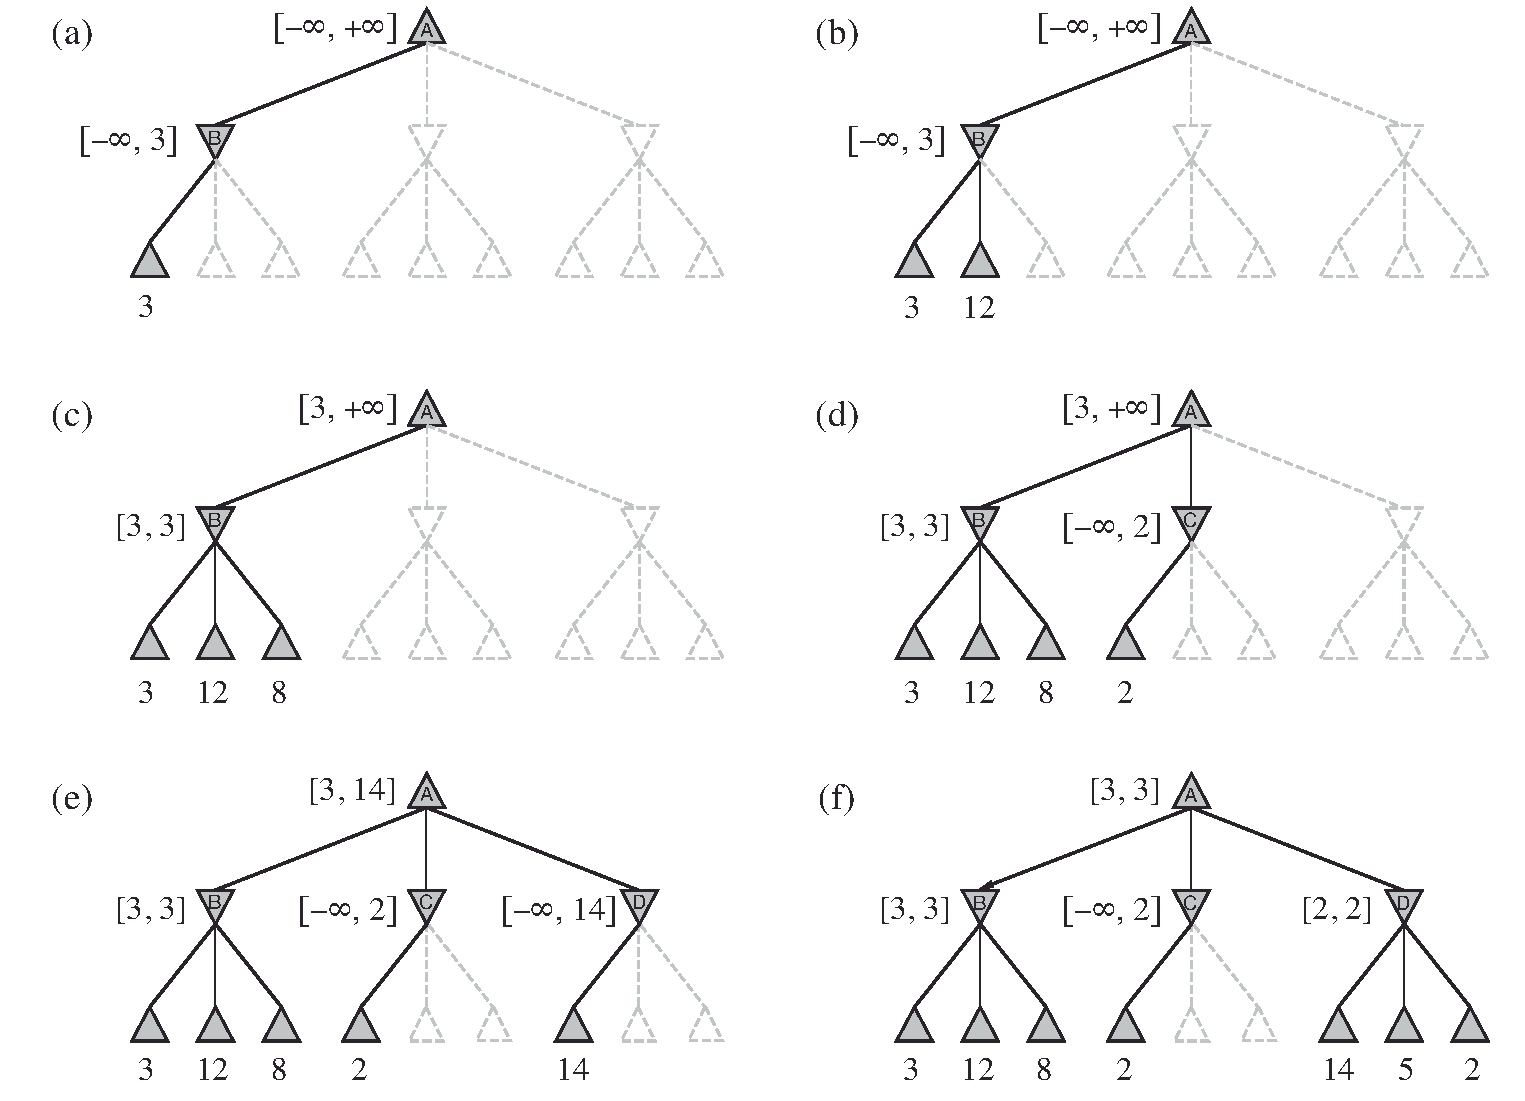 (a) [–∞, +∞] A (b) [–∞, +∞] A
[–∞, 3] B [–∞, 3] B
3 3 12
(c) [3, +∞] A (d) [3, +∞] A
[3, 3] B [3, 3] B [–∞, 2] C
3 12 8 3 12 8 2
(e) [3, 14] A (f) [3, 3] A
[3, 3] B [–∞, 2] C [–∞, 14] D [3, 3] B [–∞, 2] C [2, 2] D
3 12 8 2 14 3 12 8 2 14 5 2